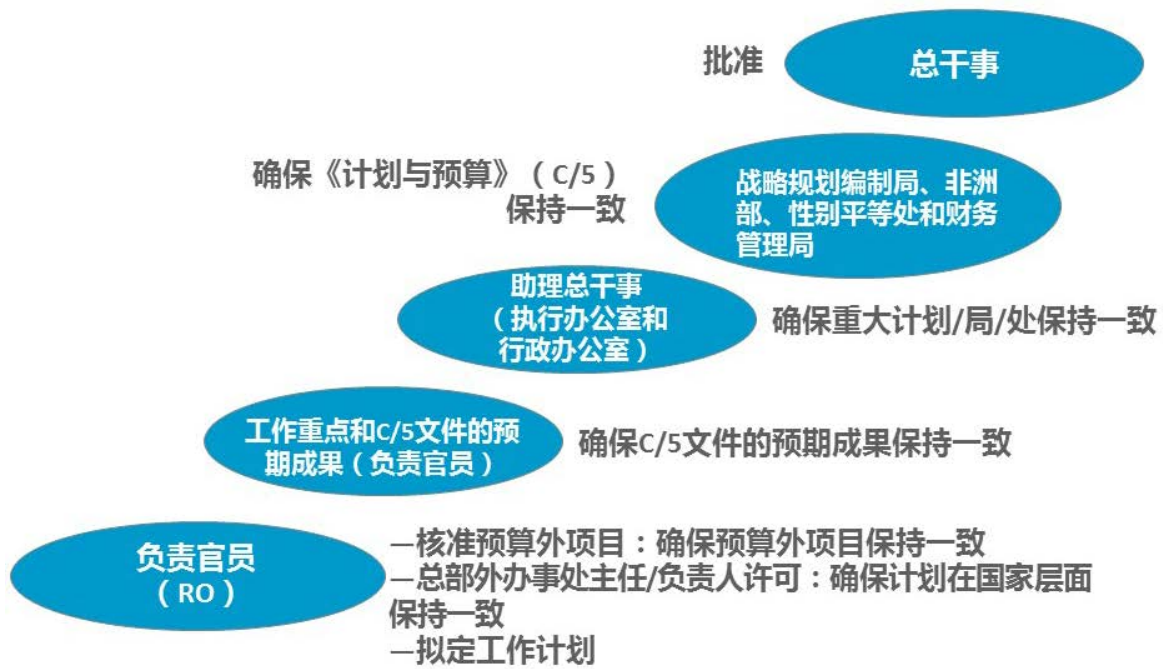 批准
总干事
确保《计划与预算》（C/5）
保持一致
战略规划编制局、非洲
部、性别平等处和财务
管理局
助理总干事
（执行办公室和
行政办公室）
确保重大计划/局/处保持一致
工作重点和C/5文件的预
期成果（负责官员）
确保C/5文件的预期成果保持一致
负责官员
（RO）
—核准预算外项目：确保预算外项目保持一致
—总部外办事处主任/负责人许可：确保计划在国家层面
保持一致
—拟定工作计划